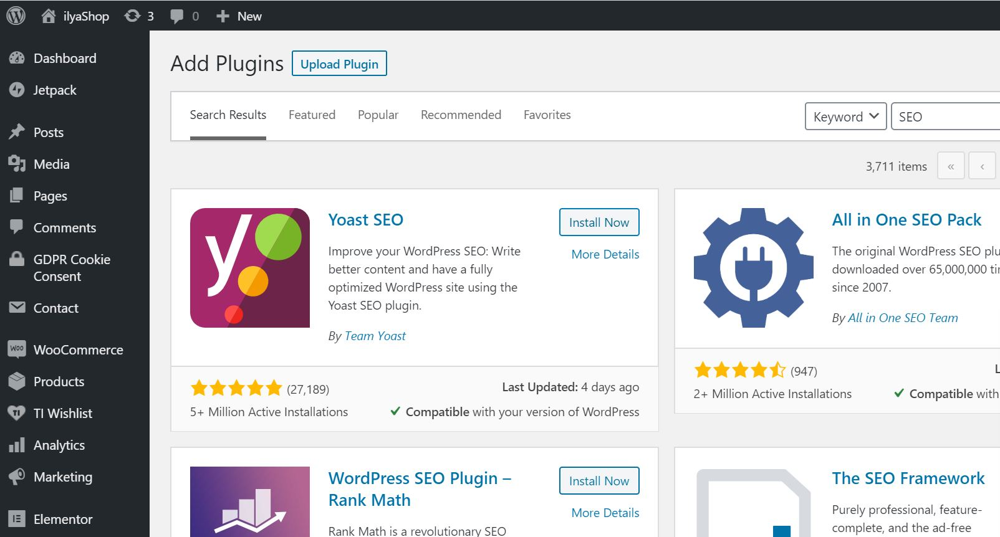 ilyaShop 3 0 New
Dashboard
Jetpack
Posts
Media
Pages
Comments
GDPR Cookie
Consent
Contact
WooCommerce
Products
TI Wishlist
Analytics
Marketing
Elementor
Add Plugins Upload Plugin
Search Results Featured Popular Recommended Favorites Keyword SEO
3,711 items « ‹
Yoast SEO
Install Now
More Details
Improve your WordPress SEO: Write
better content and have a fully
optimized WordPress site using the
Yoast SEO plugin.
By Team Yoast
(27,189)
Last Updated: 4 days ago
5+ Million Active Installations
Compatible with your version of WordPress
All in One SEO Pack
The original WordPress SEO plu
downloaded over 65,000,000 tir
since 2007.
By All in One SEO Team
(947)
L
2+ Million Active Installations
Compatible with
WordPress SEO Plugin –
Rank Math
Install Now
More Details
Rank Math is a revolutionary SEO
The SEO Framework
Purely professional, feature-
complete, and the ad-free